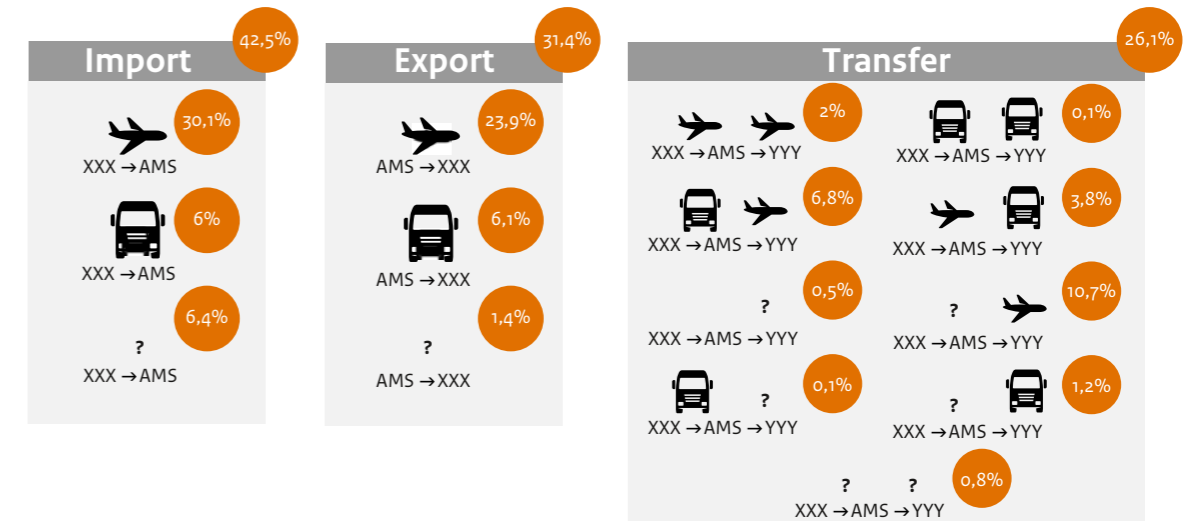 42,5%
Import
30,1%
XXX →AMS
6%
XXX →AMS
6,4%
?
XXX →AMS
31,4%
Export
23,9%
AMS →XXX
6,1%
AMS →XXX
1,4%
?
AMS →XXX
26,1%
Transfer
2%
XXX →AMS →YYY
0,1%
XXX →AMS →YYY
6,8%
XXX →AMS →YYY
3,8%
XXX →AMS →YYY
0,5%
?
XXX →AMS →YYY
10,7%
?
XXX →AMS →YYY
0,1%
?
XXX →AMS →YYY
1,2%
?
XXX →AMS →YYY
0,8%
? ?
XXX →AMS →YYY